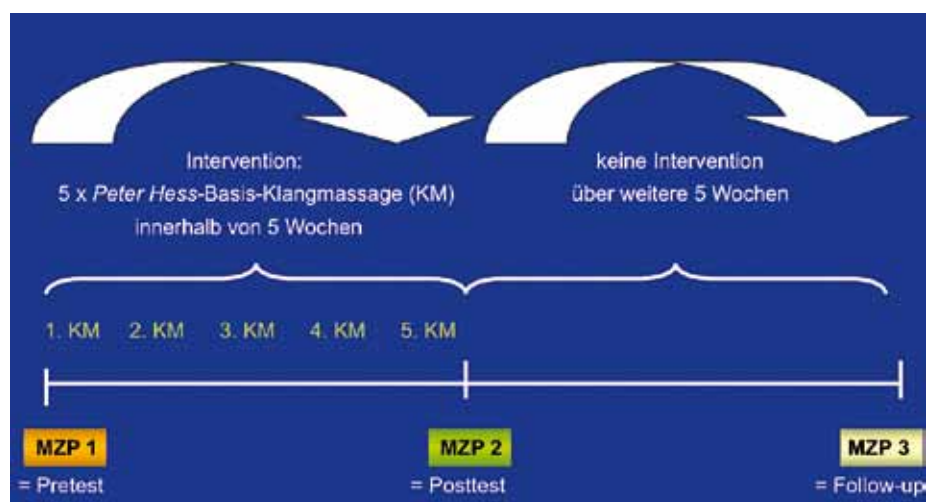 Intervention:
5 x Peter Hess-Basis-Klangmassage (KM)
innerhalb von 5 Wochen
keine Intervention
über weitere 5 Wochen
1. KM 2. KM 3. KM 4. KM 5. KM
MZP 1
= Pretest
MZP 2
= Posttest
MZP 3
= Follow-up